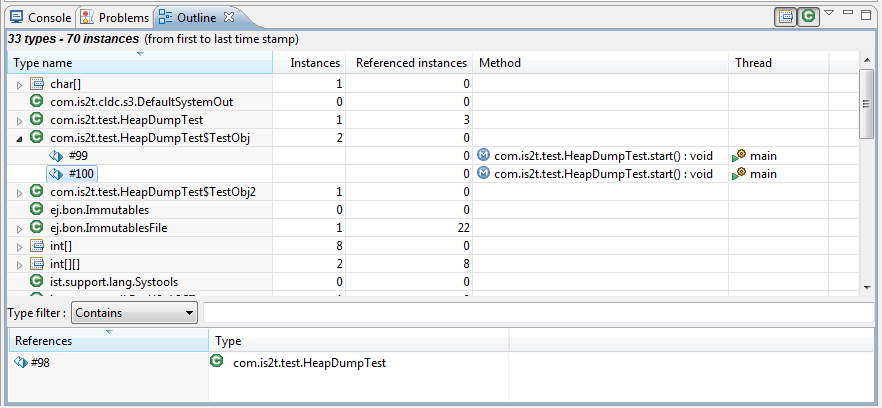 Console Problems Outline
33 types - 70 instances (from first to last time stamp)
Type name Instances Referenced instances Method Thread
char[] 1 0
com.is2t.cldc.s3.DefaultSystemOut 0 0
com.is2t.test.HeapDumpTest 1 3
com.is2t.test.HeapDumpTest$TestObj 2 0
#99 0 com.is2t.test.HeapDumpTest.start() : void main
#100 0 com.is2t.test.HeapDumpTest.start() : void main
com.is2t.test.HeapDumpTest$TestObj2 1 0
ej.bon.Immutables 0 0
ej.bon.ImmutablesFile 1 22
int[] 8 0
int[][] 2 8
ist.support.lang.Systools 0 0
Type filter : Contains
References Type
#98 com.is2t.test.HeapDumpTest